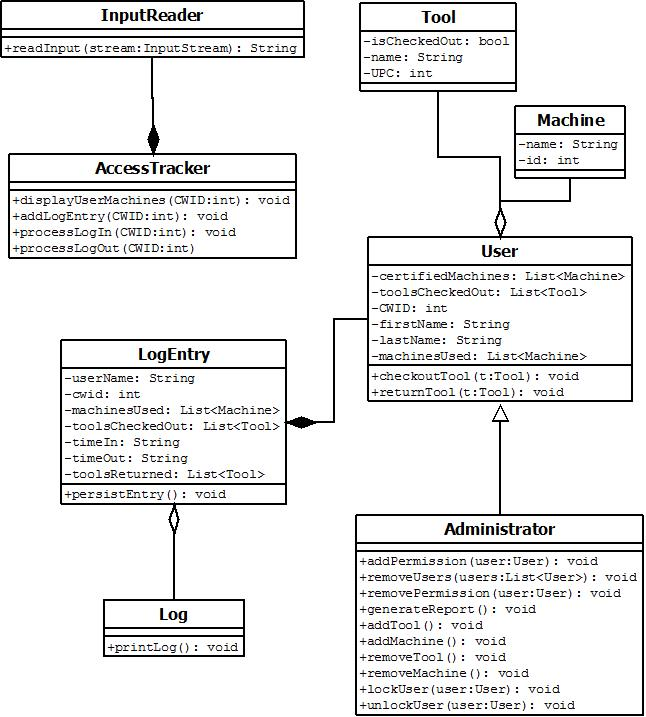 InputReader
+readInput(stream:InputStream): String
Tool
-isCheckedOut: bool
-name: String
-UPC: int
Machine
-name: String
-id: int
AccessTracker
+displayUserMachines(CWID:int): void
+addLogEntry(CWID:int): void
+processLogIn(CWID:int): void
+processLogOut(CWID:int)
User
-certifiedMachines: List<Machine>
-toolsCheckedOut: List<Tool>
-CWID: int
-firstName: String
-lastName: String
-machinesUsed: List<Machine>
+checkoutTool(t:Tool): void
+returnTool(t:Tool): void
LogEntry
-userName: String
-cwid: int
-machinesUsed: List<Machine>
-toolsCheckedOut: List<Tool>
-timeIn: String
-timeOut: String
-toolsReturned: List<Tool>
+persistEntry(): void
Log
+printLog(): void
Administrator
+addPermission(user:User): void
+removeUsers(users:List<User>): void
+removePermission(user:User): void
+generateReport(): void
+addTool(): void
+addMachine(): void
+removeTool(): void
+removeMachine(): void
+lockUser(user:User): void
+unlockUser(user:User): void